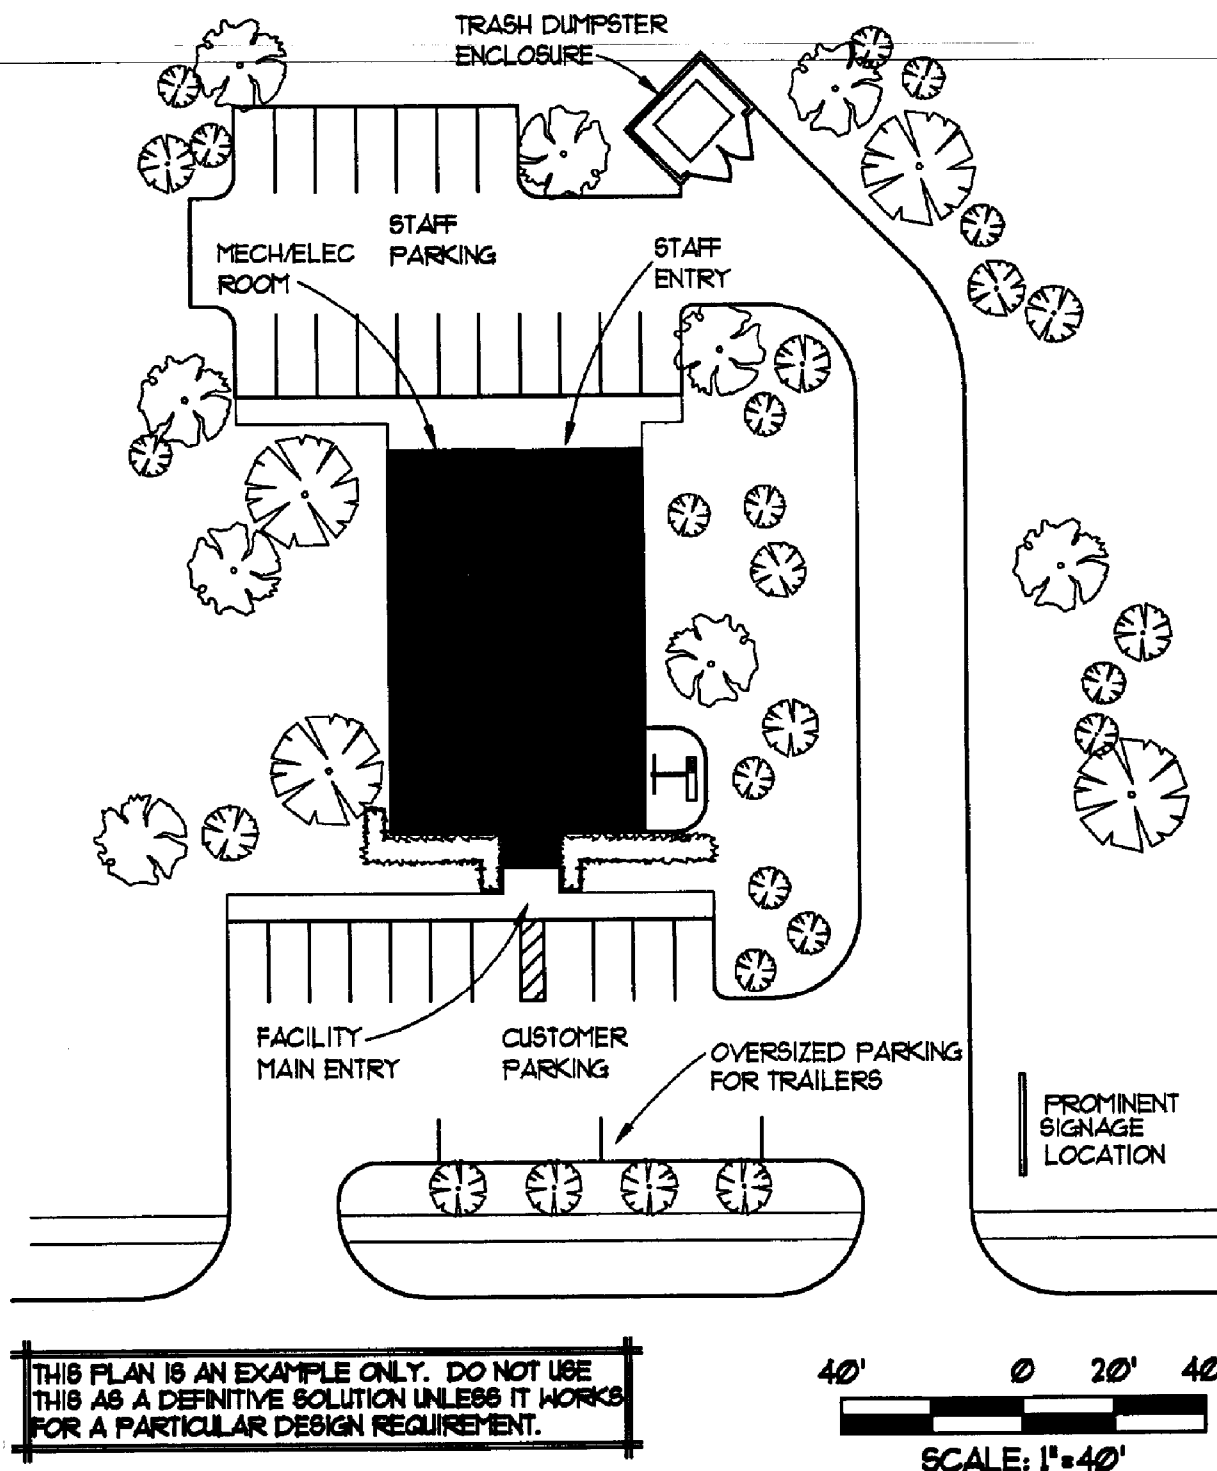 TRASH DUMPSTER
ENCLOSURE
STAFF
PARKING
MECH/ELEC
ROOM
STAFF
ENTRY
FACILITY
MAIN ENTRY
CUSTOMER
PARKING
OVERSIZED PARKING
FOR TRAILERS
PROMINENT
SIGNAGE
LOCATION
THIS PLAN IS AN EXAMPLE ONLY. DO NOT USE
THIS AS A DEFINITIVE SOLUTION UNLESS IT WORKS
FOR A PARTICULAR DESIGN REQUIREMENT.
40' 0 20' 40
SCALE: 1"=40'